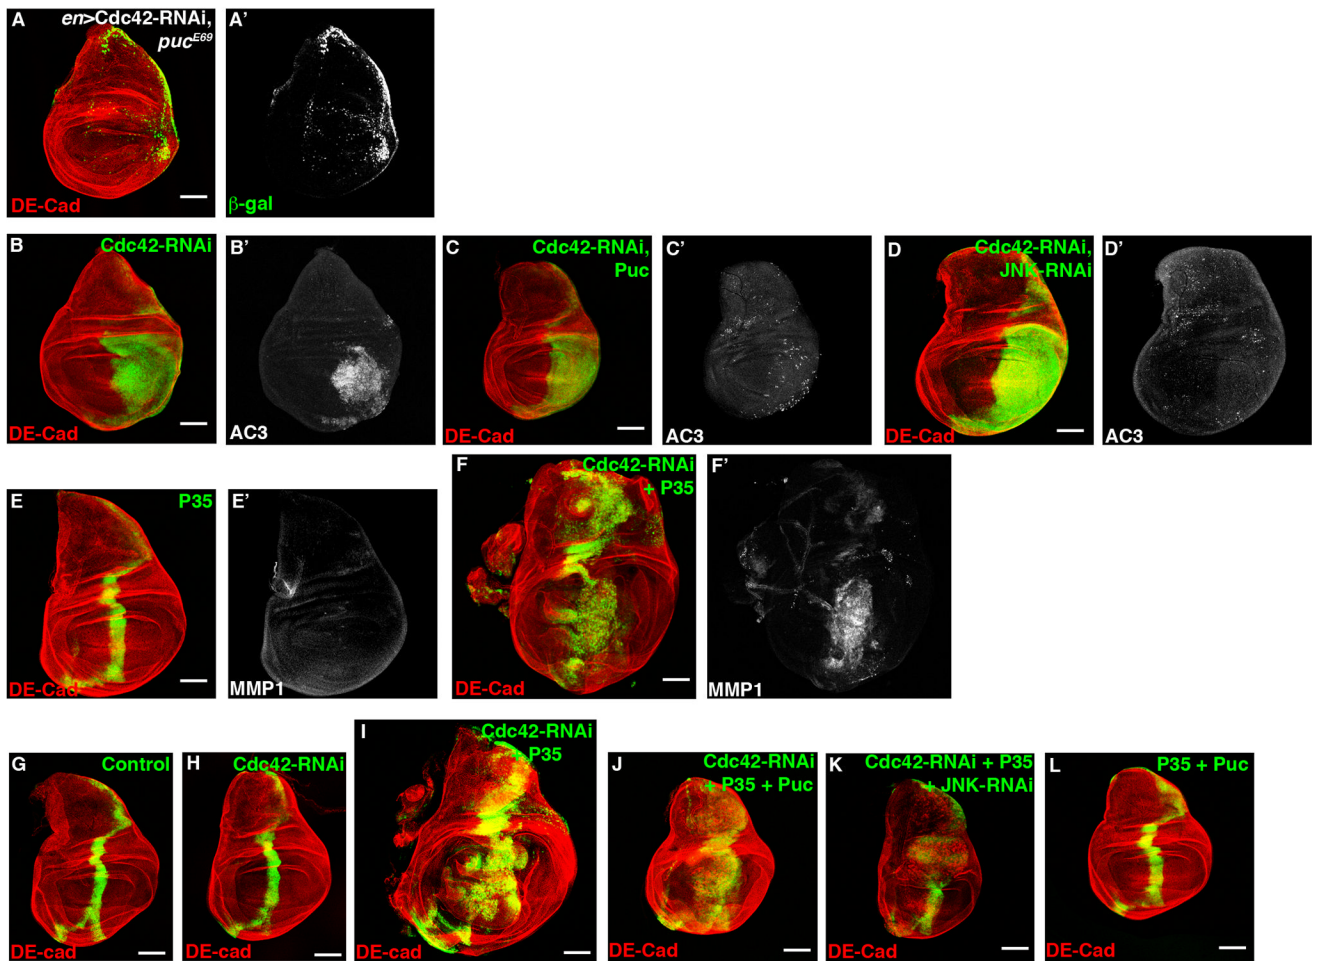 A
en>Cdc42-RNAi,
puc^E69
DE-Cad
A'
β-gal
B
Cdc42-RNAi
DE-Cad
B'
AC3
C
Cdc42-RNAi,
Puc
DE-Cad
C'
AC3
D
Cdc42-RNAi,
JNK-RNAi
DE-Cad
D'
AC3
E
P35
DE-Cad
E'
MMP1
F
Cdc42-RNAi
+ P35
DE-Cad
F'
MMP1
G
Control
DE-cad
H
Cdc42-RNAi
DE-cad
I
Cdc42-RNAi
+ P35
DE-cad
J
Cdc42-RNAi
+ P35 + Puc
DE-Cad
K
Cdc42-RNAi + P35
+ JNK-RNAi
DE-Cad
L
P35 + Puc
DE-Cad